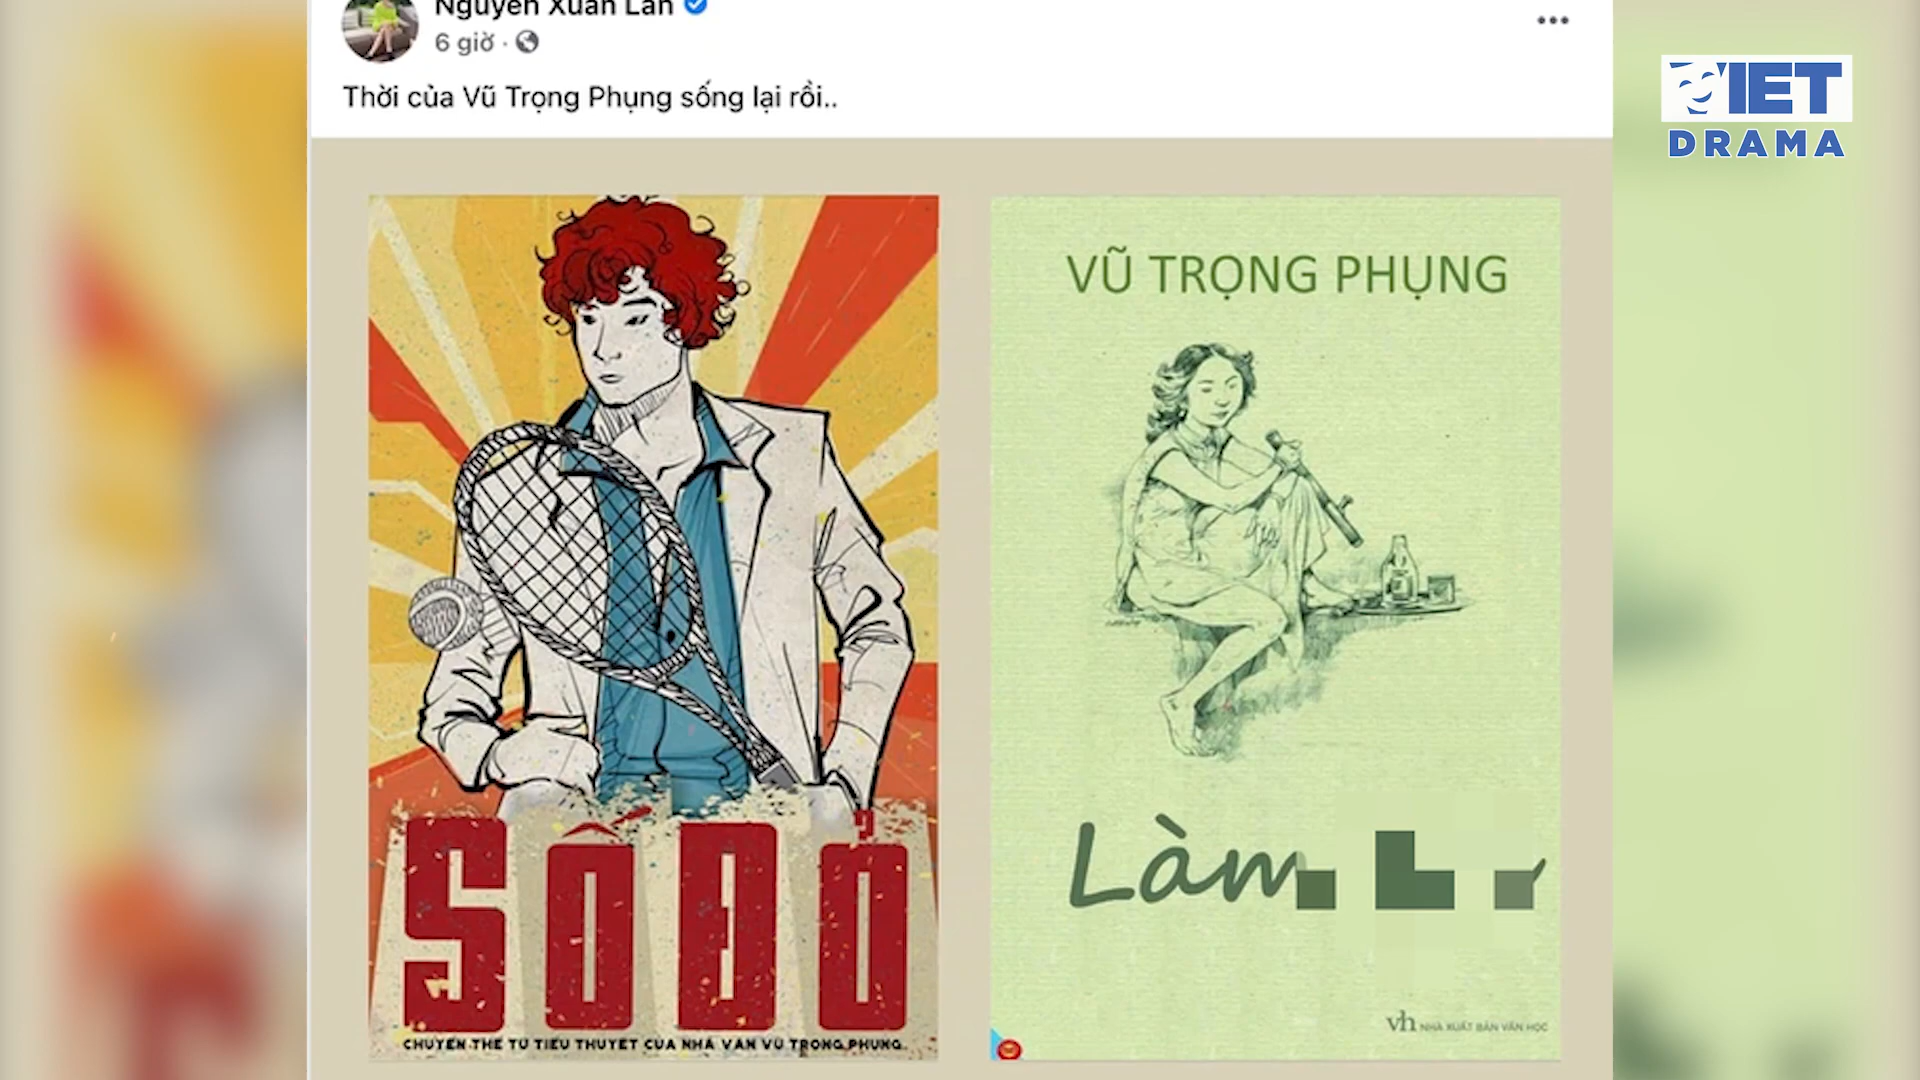 Nguyễn Xuân Lan
6 giờ ·
Thời của Vũ Trọng Phụng sống lại rồi..
VIET
DRAMA
SỐ ĐỎ
CHUYỂN THỂ TỪ TIỂU THUYẾT CỦA NHÀ VĂN VŨ TRỌNG PHỤNG
VŨ TRỌNG PHỤNG
Làm
vh NHÀ XUẤT BẢN VĂN HỌC